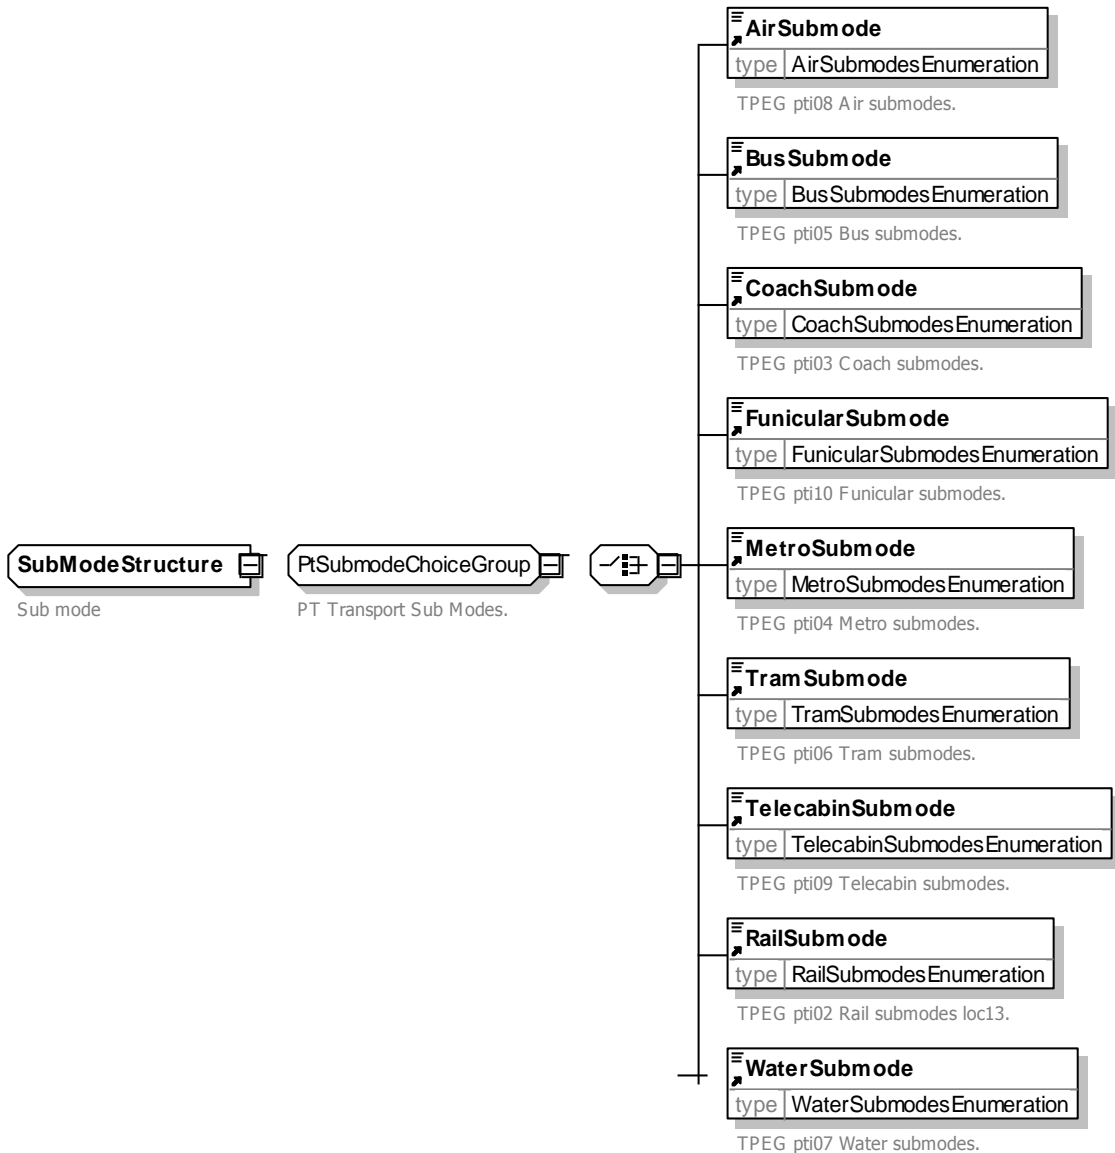 AirSubmode
type AirSubmodesEnumeration
TPEG pti08 Air submodes.
BusSubmode
type BusSubmodesEnumeration
TPEG pti05 Bus submodes.
CoachSubmode
type CoachSubmodesEnumeration
TPEG pti03 Coach submodes.
FunicularSubmode
type FunicularSubmodesEnumeration
TPEG pti10 Funicular submodes.
SubModeStructure
Sub mode
PtSubmodeChoiceGroup
PT Transport Sub Modes.
MetroSubmode
type MetroSubmodesEnumeration
TPEG pti04 Metro submodes.
TramSubmode
type TramSubmodesEnumeration
TPEG pti06 Tram submodes.
TelecabinSubmode
type TelecabinSubmodesEnumeration
TPEG pti09 Telecabin submodes.
RailSubmode
type RailSubmodesEnumeration
TPEG pti02 Rail submodes loc13.
WaterSubmode
type WaterSubmodesEnumeration
TPEG pti07 Water submodes.